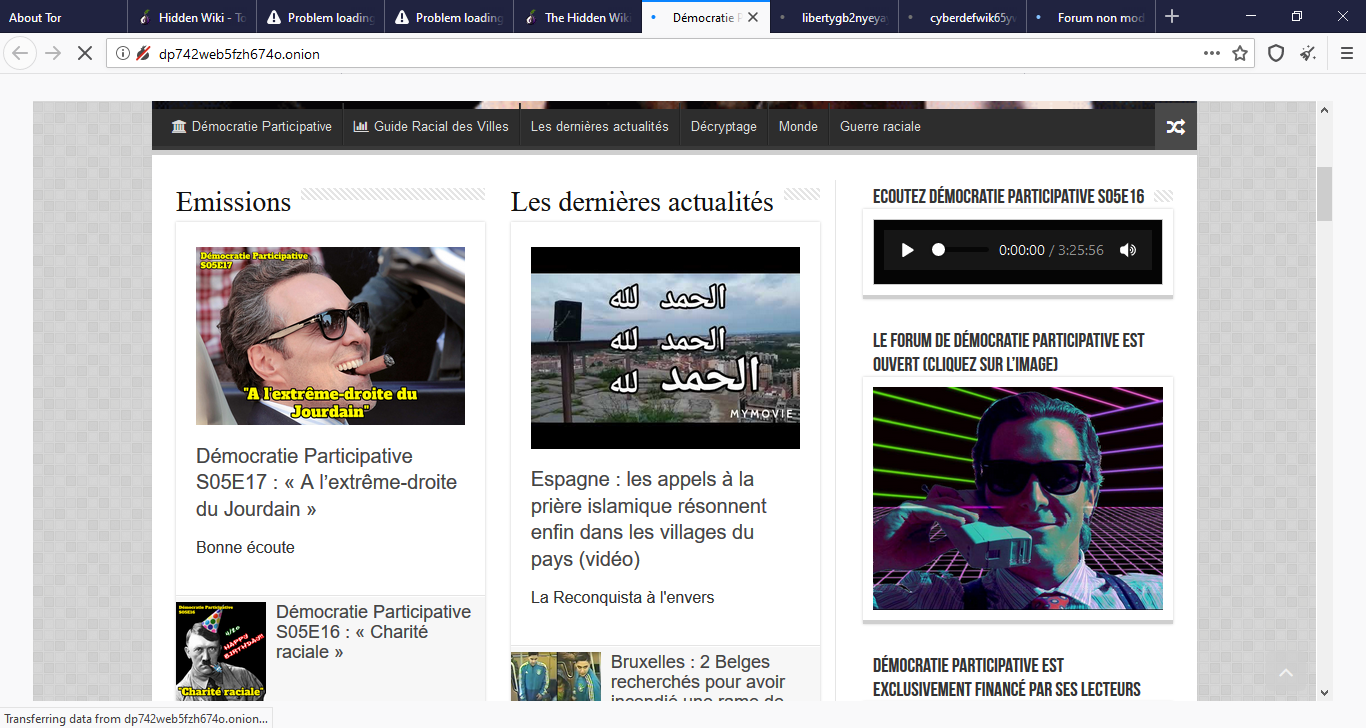 About Tor
Hidden Wiki - To
Problem loading
Problem loading
The Hidden Wiki
Démocratie P
libertygb2nyeyay
cyberdefwik65yw
Forum non mod
dp742web5fzh674o.onion
Démocratie Participative
Guide Racial des Villes
Les dernières actualités
Décryptage
Monde
Guerre raciale
Emissions
Démocratie Participative
S05E17
"A l'extrême-droite du
Jourdain"
Démocratie Participative
S05E17 : « A l’extrême-droite
du Jourdain »
Bonne écoute
Démocratie Participative
S05E16
4/20
HAPPY
BIRTHDAY!!
"Charité raciale"
Démocratie Participative
S05E16 : « Charité
raciale »
Les dernières actualités
الحمد لله
الحمد لله
الحمد لله
MYMOVIE
Espagne : les appels à la
prière islamique résonnent
enfin dans les villages du
pays (vidéo)
La Reconquista à l'envers
Bruxelles : 2 Belges
recherchés pour avoir
incendié une rame de
ECOUTEZ DÉMOCRATIE PARTICIPATIVE S05E16
0:00:00 / 3:25:56
LE FORUM DE DÉMOCRATIE PARTICIPATIVE EST
OUVERT (CLIQUEZ SUR L’IMAGE)
DÉMOCRATIE PARTICIPATIVE EST
EXCLUSIVEMENT FINANCÉ PAR SES LECTEURS
Transferring data from dp742web5fzh674o.onion...